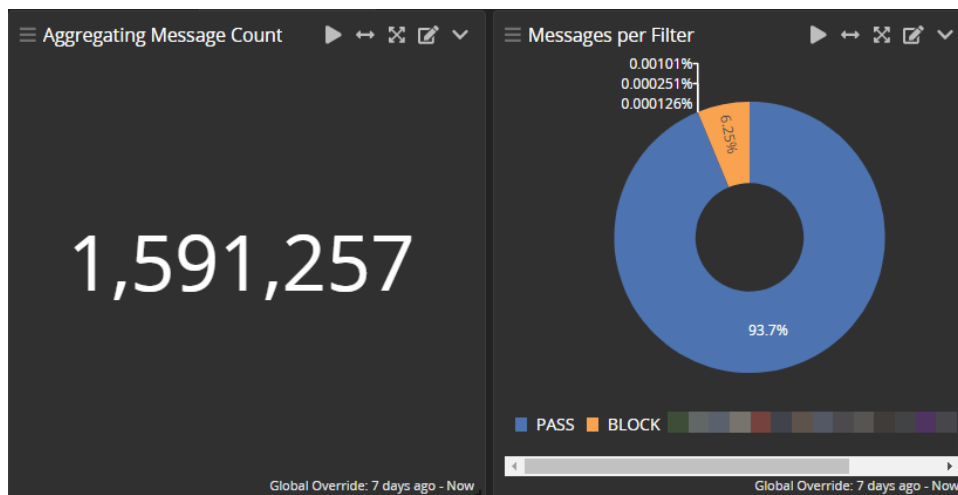 Aggregating Message Count
1,591,257
Global Override: 7 days ago - Now
Messages per Filter
0.00101%
0.000251%
0.000126%
6.25%
93.7%
PASS BLOCK
Global Override: 7 days ago - Now